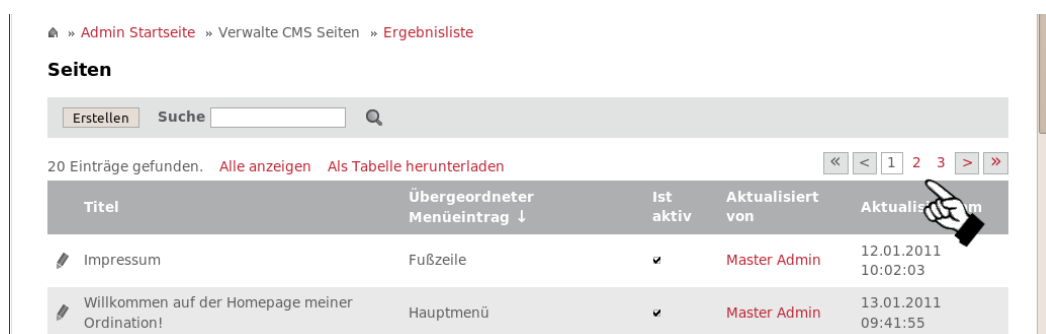 » Admin Startseite » Verwalte CMS Seiten » Ergebnisliste
Seiten
Erstellen Suche
20 Einträge gefunden. Alle anzeigen Als Tabelle herunterladen « < 1 2 3 > »
Titel Übergeordneter Menüeintrag ↓ Ist aktiv Aktualisiert von
Impressum Fußzeile Master Admin 12.01.2011 10:02:03
Willkommen auf der Homepage meiner Ordination! Hauptmenü Master Admin 13.01.2011 09:41:55